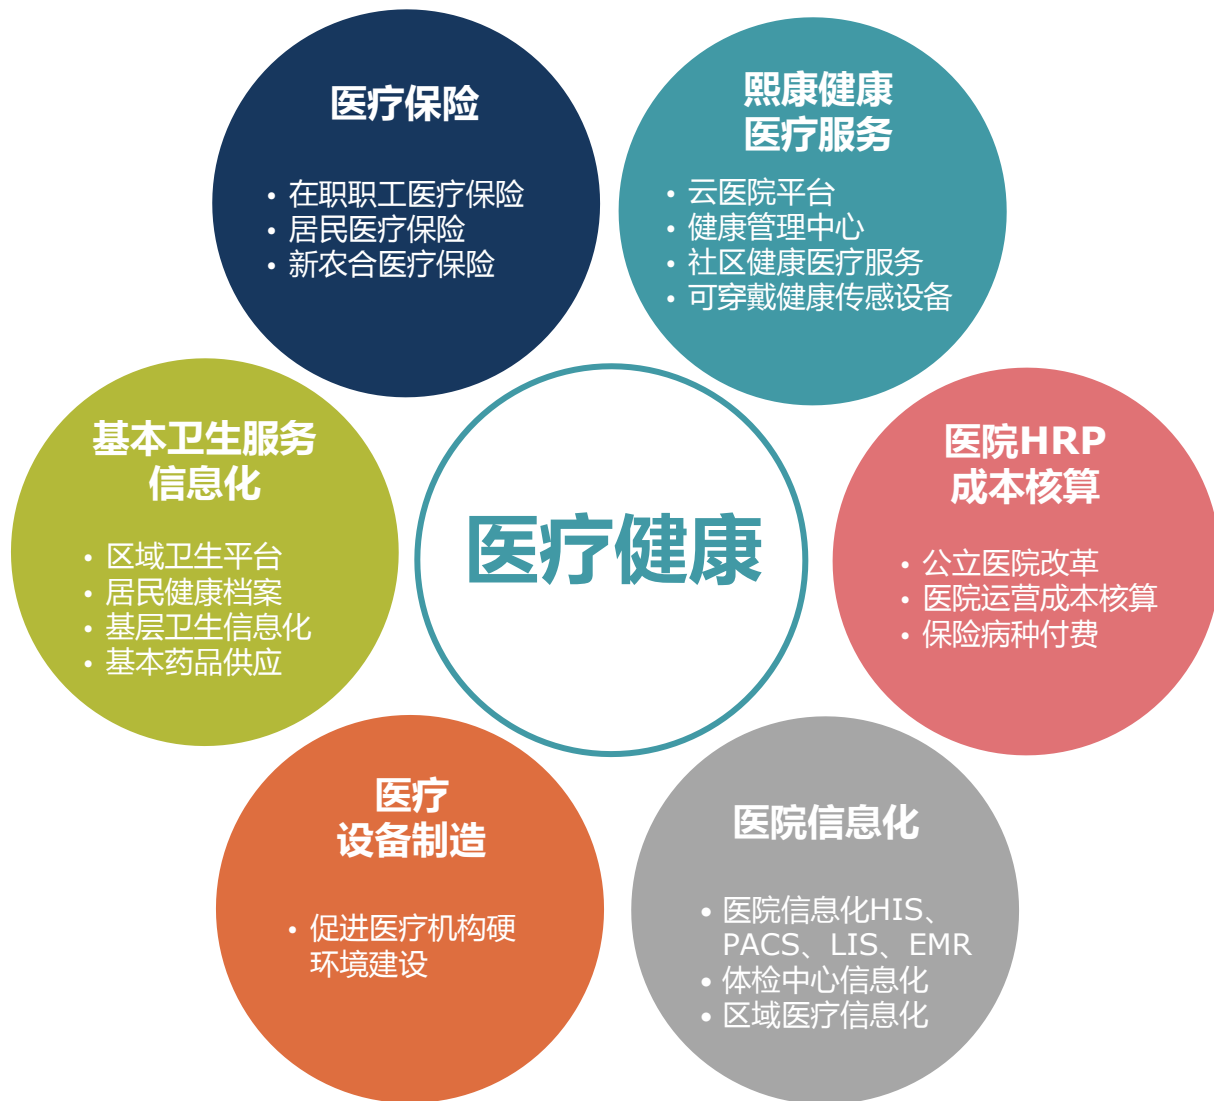 医疗保险
• 在职职工医疗保险
• 居民医疗保险
• 新农合医疗保险
熙康健康
医疗服务
• 云医院平台
• 健康管理中心
• 社区健康医疗服务
• 可穿戴健康传感设备
基本卫生服务
信息化
• 区域卫生平台
• 居民健康档案
• 基层卫生信息化
• 基本药品供应
医疗健康
医院HRP
成本核算
• 公立医院改革
• 医院运营成本核算
• 保险病种付费
医疗
设备制造
• 促进医疗机构硬
环境建设
医院信息化
• 医院信息化HIS、
PACS、LIS、EMR
• 体检中心信息化
• 区域医疗信息化